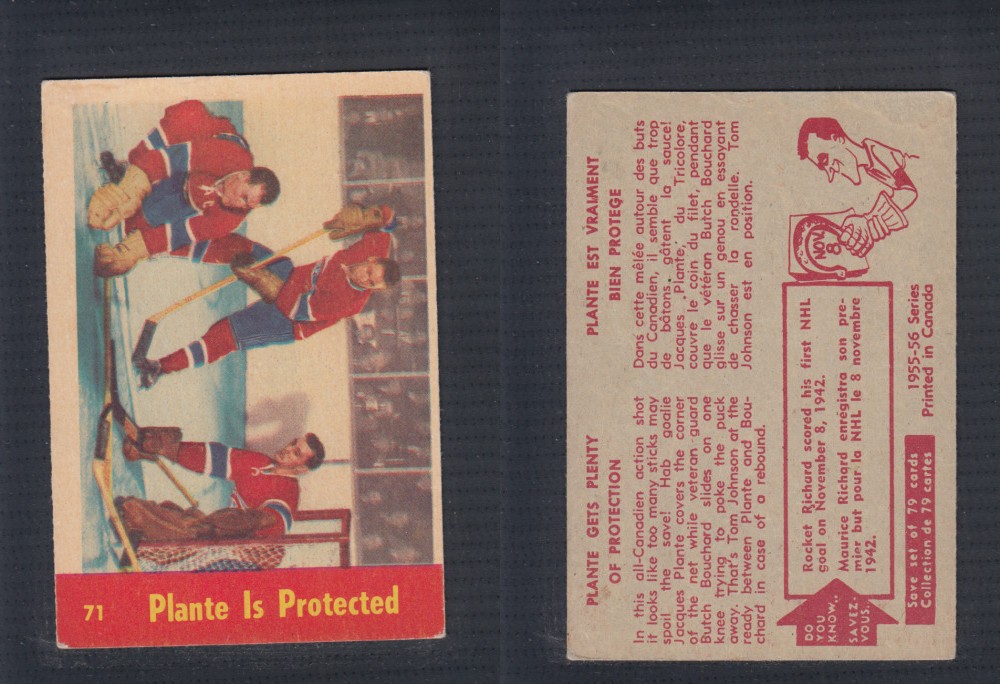 71
Plante Is Protected
PLANTE GETS PLENTY
OF PROTECTION
In this all-Canadian action shot
it looks like too many sticks may
spoil the save! Hab goalie
Jacques Plante covers the corner
of the net while veteran guard
Butch Bouchard slides on one
knee trying to poke the puck
away. That's Tom Johnson at the
ready between Plante and Bou-
chard in case of a rebound.
PLANTE EST VRAIMENT
BIEN PROTEGE
Dans cette mêlée autour des buts
du Canadien, il semble que trop
de bâtons, gâtent la sauce!
Jacques Plante, du Tricolore,
couvre le coin du filet, pendant
que le vétéran Butch Bouchard
glisse sur un genou en essayant
de chasser la rondelle. Tom
Johnson est en position.
DO
YOU
KNOW..
SAVEZ-
VOUS..
Rocket Richard scored his first NHL
goal on November 8, 1942.
Maurice Richard enrégistra son pre-
mier but pour la NHL le 8 novembre
1942.
NOV.
8
Save set of 79 cards
Collection de 79 cartes
1955-56 Series
Printed in Canada